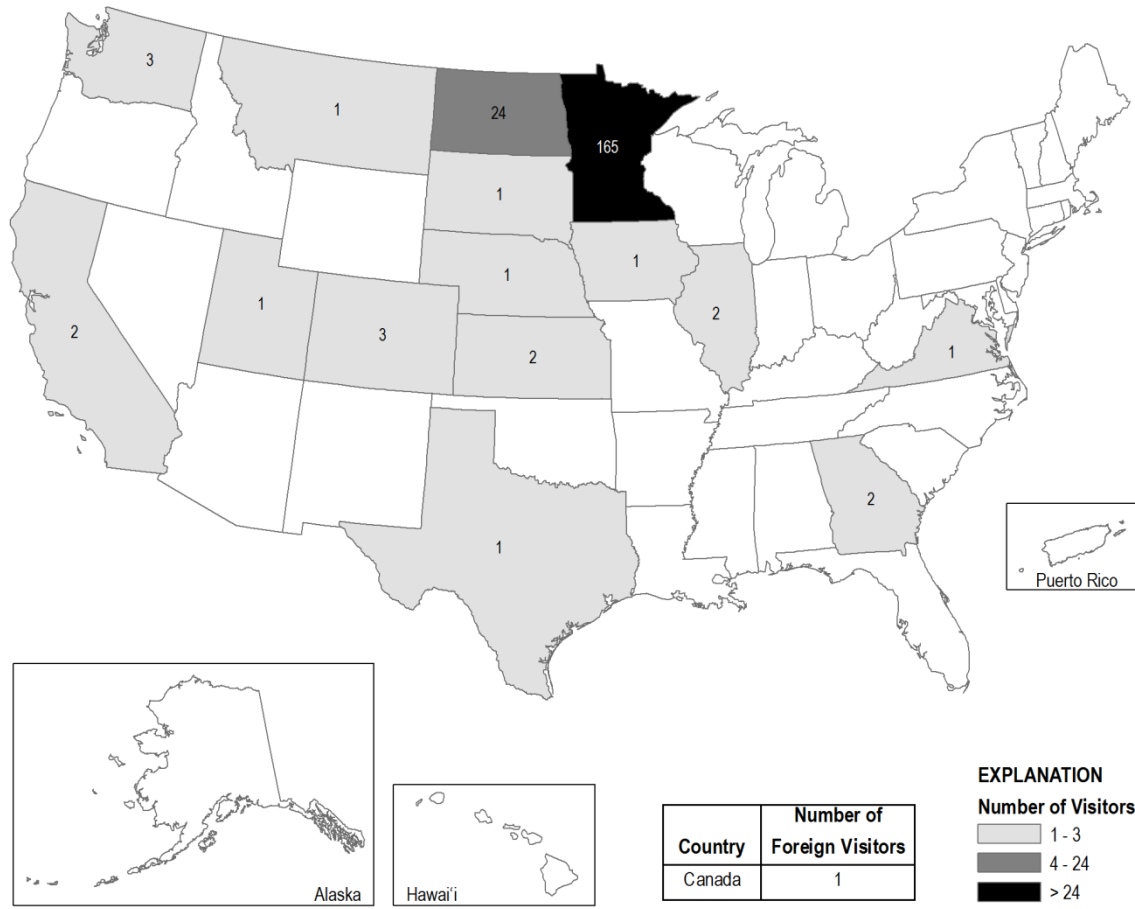 3
1
24
165
1
1
1
1
3
2
2
2
1
2
1
Puerto Rico
Alaska
Hawai‘i
Country
Number of
Foreign Visitors
Canada
1
EXPLANATION
Number of Visitors
1 - 3
4 - 24
> 24